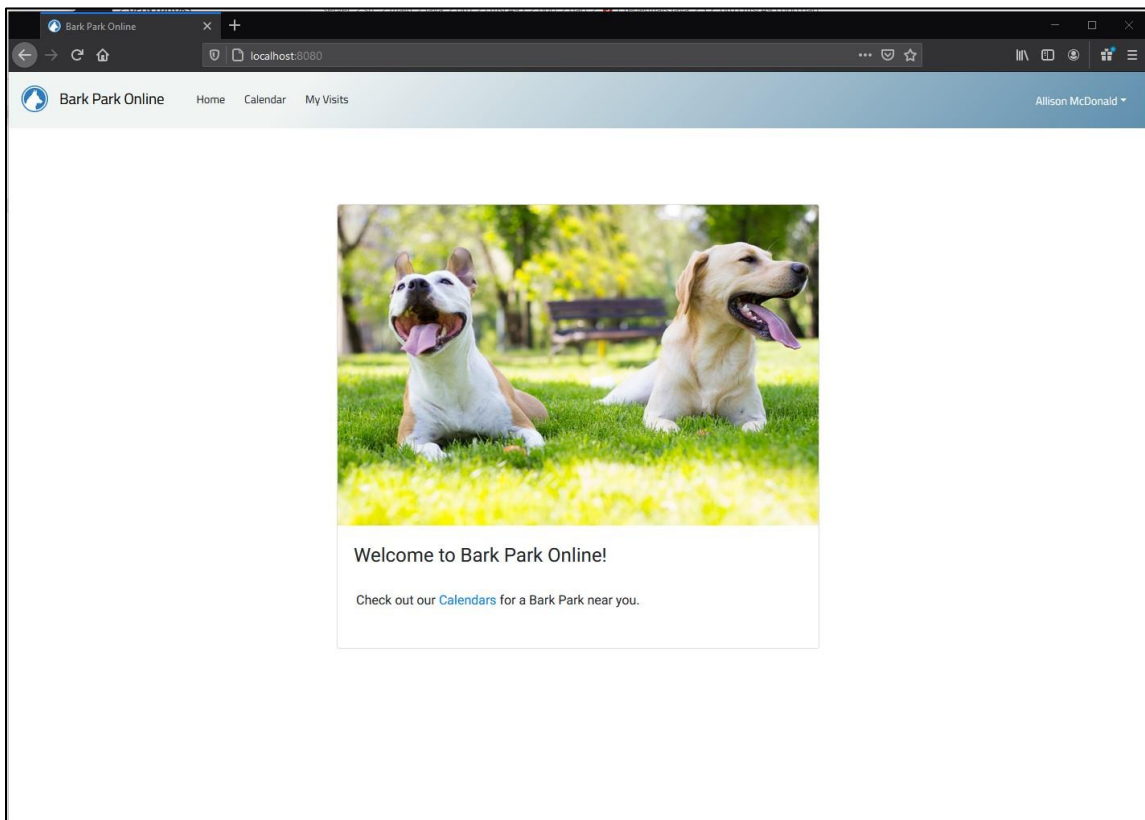 Bark Park Online
localhost:8080
Bark Park Online Home Calendar My Visits Allison McDonald
Welcome to Bark Park Online!
Check out our Calendars for a Bark Park near you.